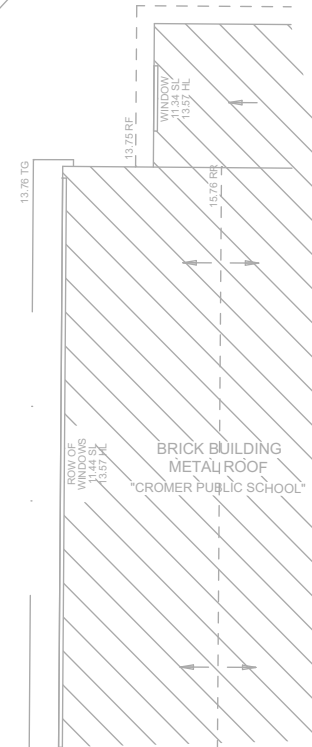 WINDOW
11.34 SL
13.57 HL
13.75 RF
13.76 TG
15.76 RR
ROW OF
WINDOWS
11.44 SL
13.57 HL
BRICK BUILDING
METAL ROOF
"CROMER PUBLIC SCHOOL"